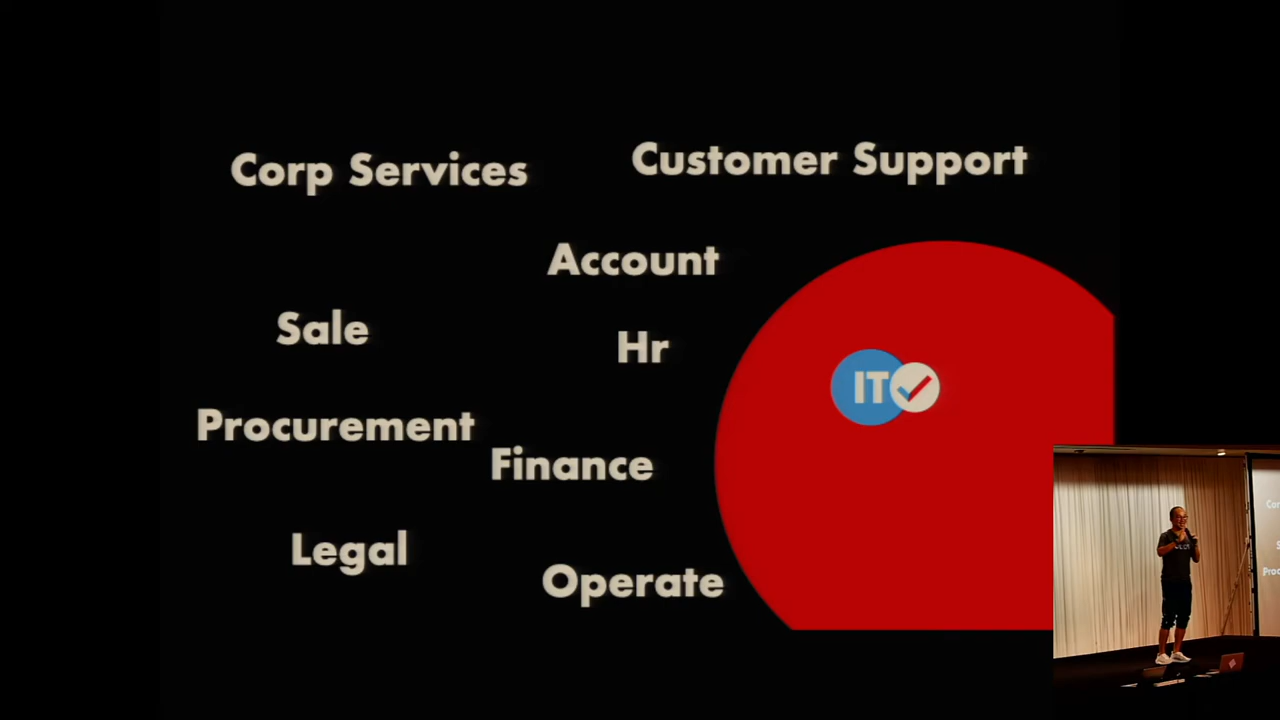 Corp Services
Customer Support
Account
Sale
Hr
IT
Procurement
Finance
Legal
Operate